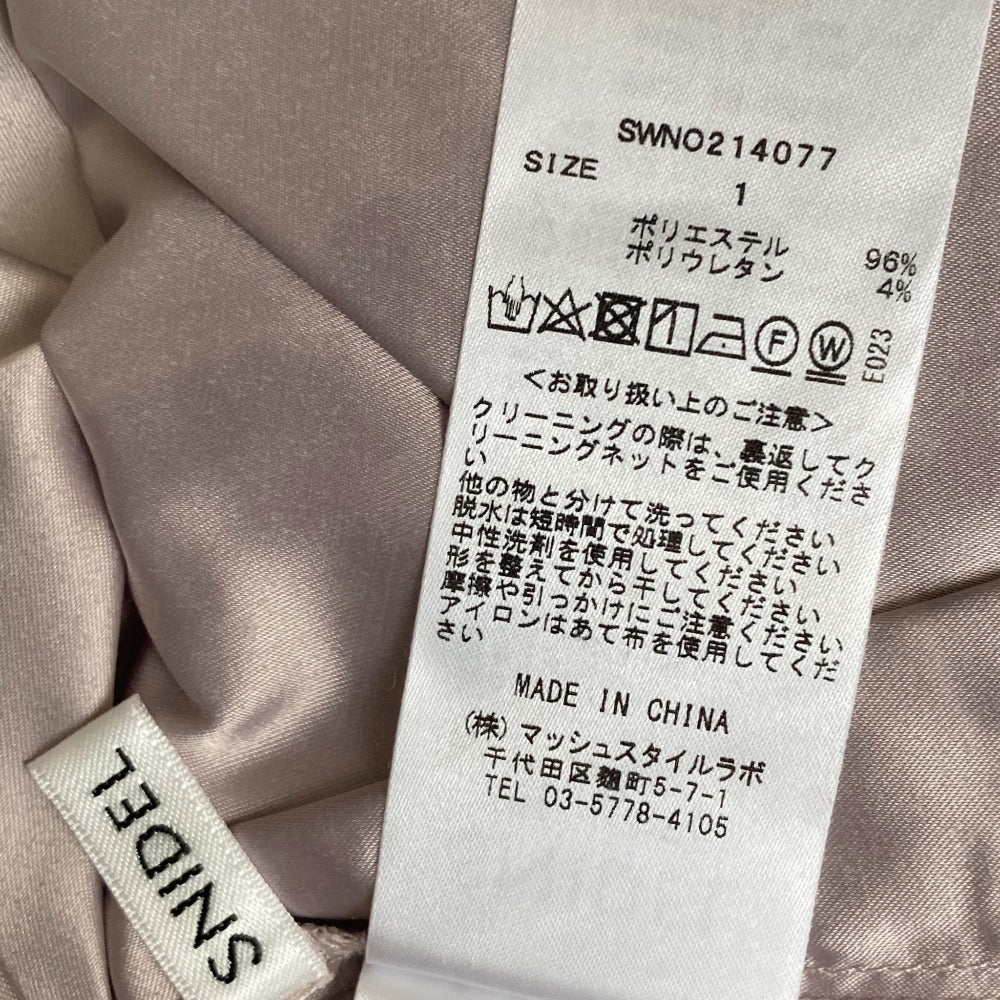 SWNO214077
SIZE 1
ポリエステル 96%
ポリウレタン 4%
F W E023
<お取り扱い上のご注意>
クリーニングの際は、裏返してク
リーニングネットをご使用くださ
い
他の物と分けて洗ってください
脱水は短時間で処理してください
中性洗剤を使用してください
形を整えてから干してください
摩擦や引っかけにご注意ください
アイロンはあて布を使用してくだ
さい
MADE IN CHINA
(株)マッシュスタイルラボ
千代田区麹町5-7-1
TEL 03-5778-4105
SNIDEL